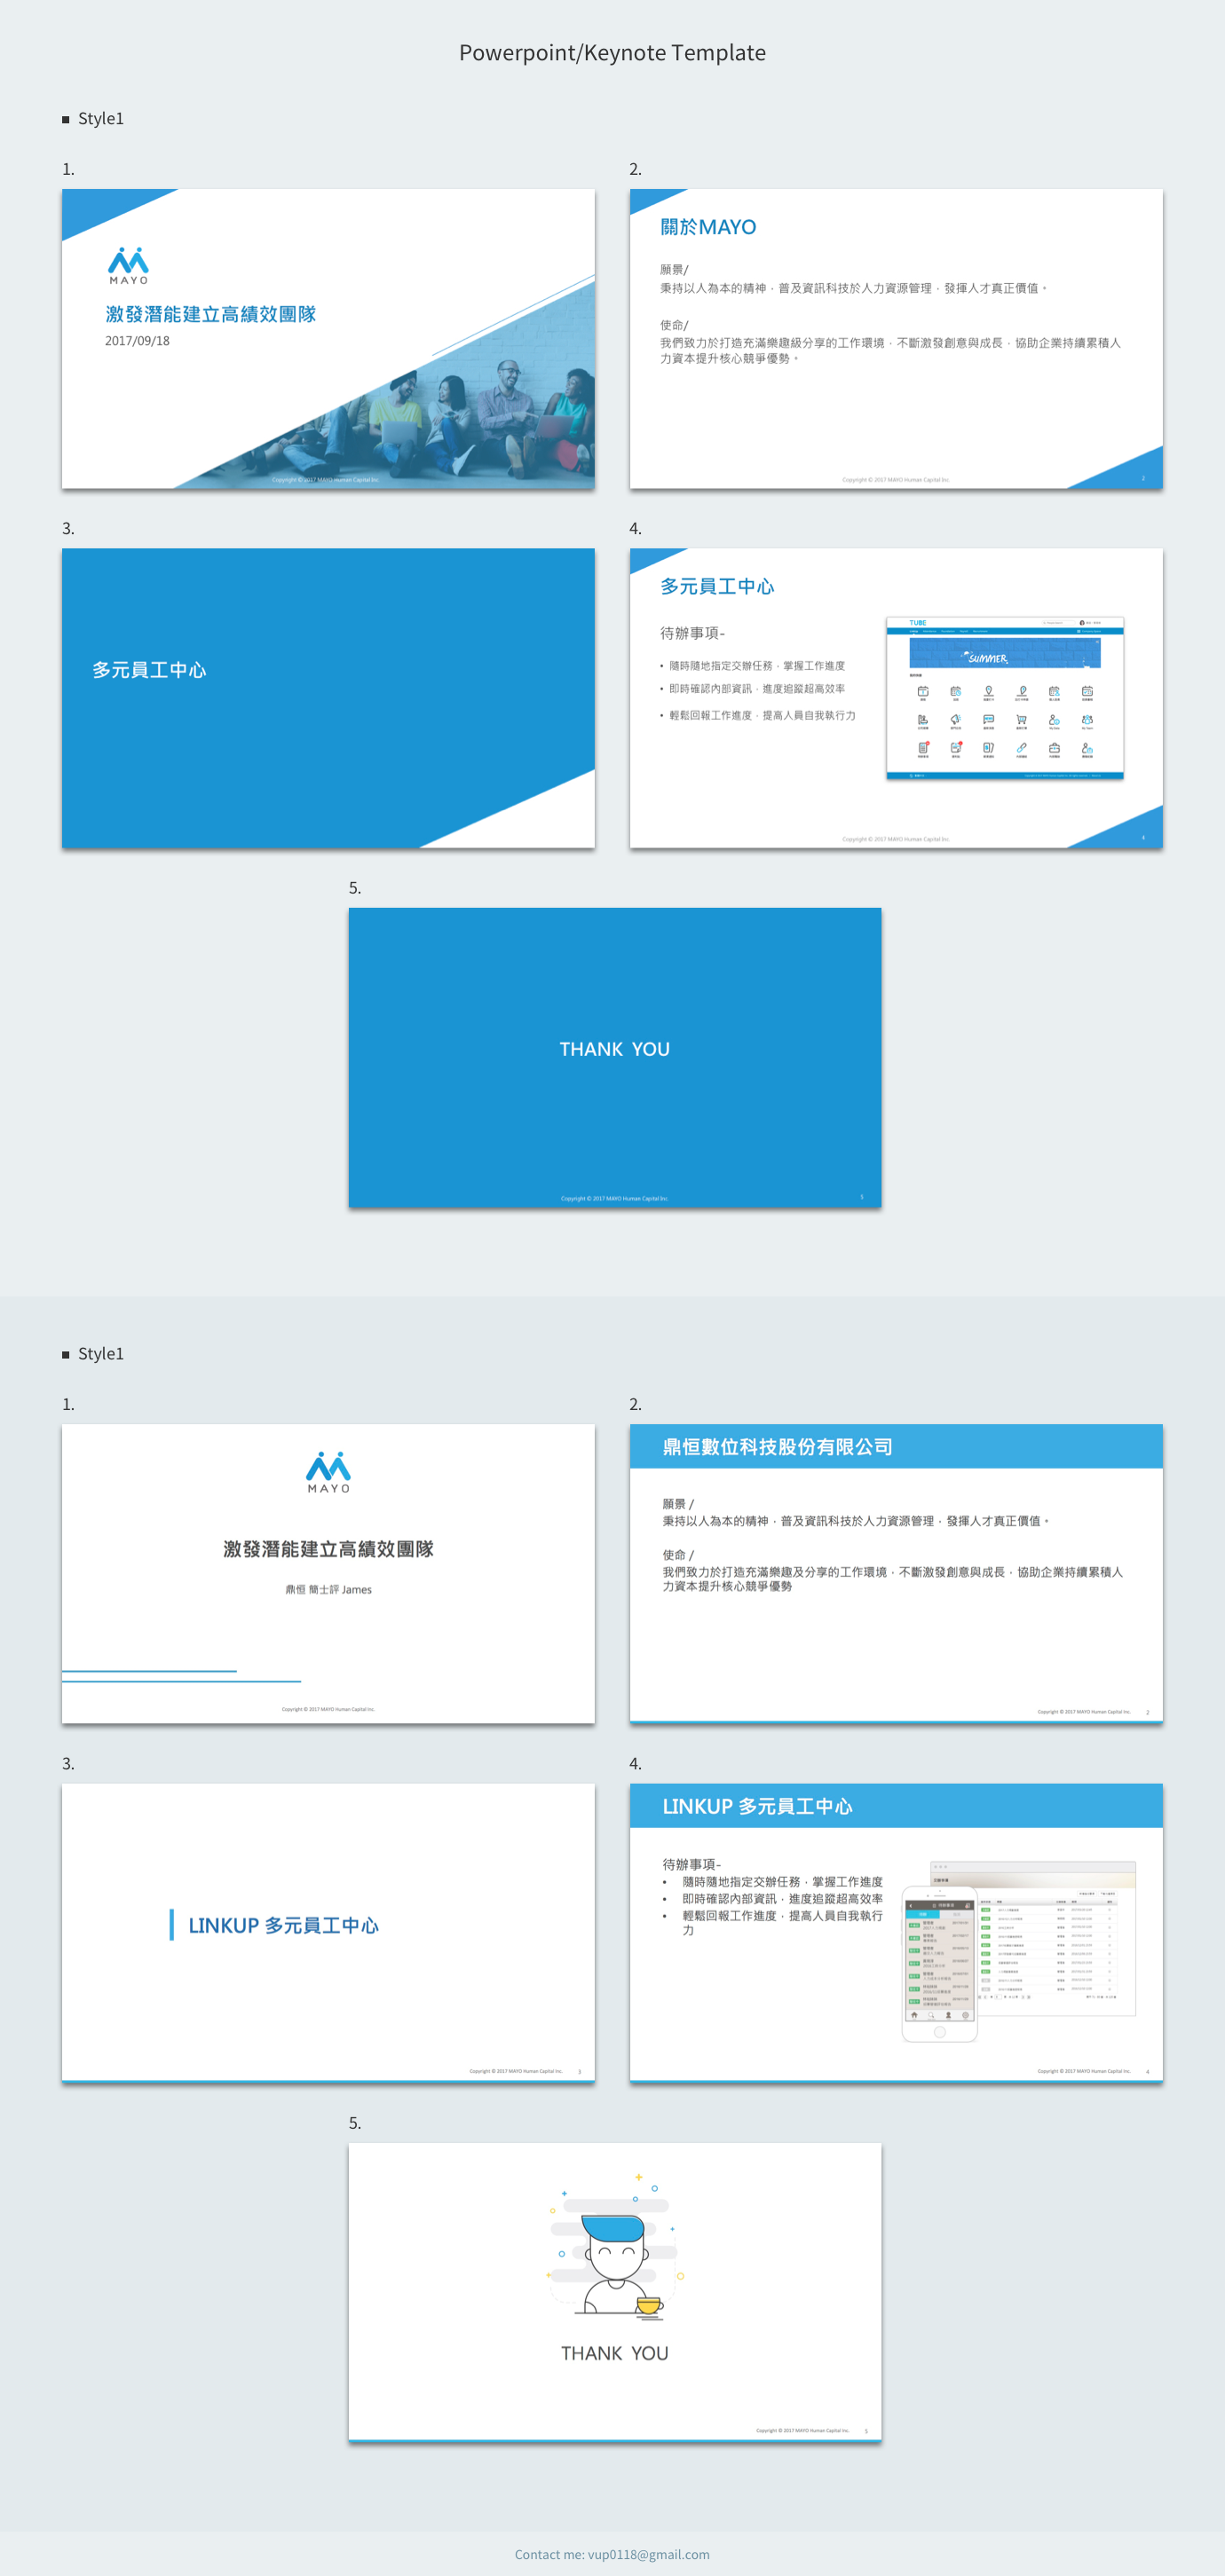 Powerpoint/Keynote Template
▪ Style1
1.
MAYO
激發潛能建立高績效團隊
2017/09/18
Copyright © 2017 MAYO Human Capital Inc.
2.
關於MAYO
願景/
秉持以人為本的精神，普及資訊科技於人力資源管理，發揮人才真正價值。
使命/
我們致力於打造充滿樂趣級分享的工作環境，不斷激發創意與成長，協助企業持續累積人
力資本提升核心競爭優勢。
Copyright © 2017 MAYO Human Capital Inc.
2
3.
多元員工中心
4.
多元員工中心
待辦事項-
• 隨時隨地指定交辦任務，掌握工作進度
• 即時確認內部資訊，進度追蹤超高效率
• 輕鬆回報工作進度，提高人員自我執行力
TUBE
SUMMER
Copyright © 2017 MAYO Human Capital Inc.
4
5.
THANK YOU
Copyright © 2017 MAYO Human Capital Inc.
5
▪ Style1
1.
MAYO
激發潛能建立高績效團隊
鼎恒 簡士評 James
Copyright © 2017 MAYO Human Capital Inc.
2.
鼎恒數位科技股份有限公司
願景 /
秉持以人為本的精神，普及資訊科技於人力資源管理，發揮人才真正價值。
使命 /
我們致力於打造充滿樂趣及分享的工作環境，不斷激發創意與成長，協助企業持續累積人
力資本提升核心競爭優勢
Copyright © 2017 MAYO Human Capital Inc.
2
3.
LINKUP 多元員工中心
Copyright © 2017 MAYO Human Capital Inc.
3
4.
LINKUP 多元員工中心
待辦事項-
• 隨時隨地指定交辦任務，掌握工作進度
• 即時確認內部資訊，進度追蹤超高效率
• 輕鬆回報工作進度，提高人員自我執行
力
Copyright © 2017 MAYO Human Capital Inc.
4
5.
THANK YOU
Copyright © 2017 MAYO Human Capital Inc.
5
Contact me: vup0118@gmail.com